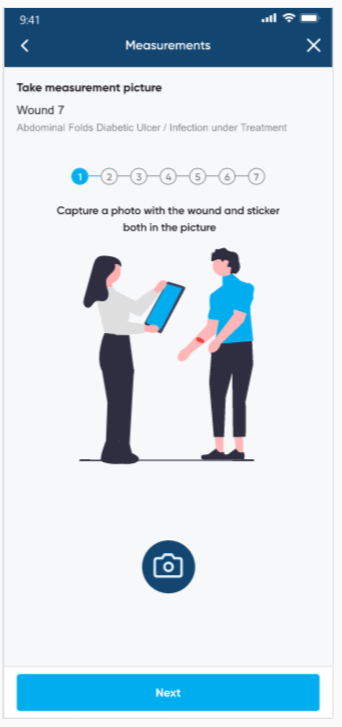 9:41
Measurements
Take measurement picture
Wound 7
Abdominal Folds Diabetic Ulcer / Infection under Treatment
1 2 3 4 5 6 7
Capture a photo with the wound and sticker
both in the picture
Next